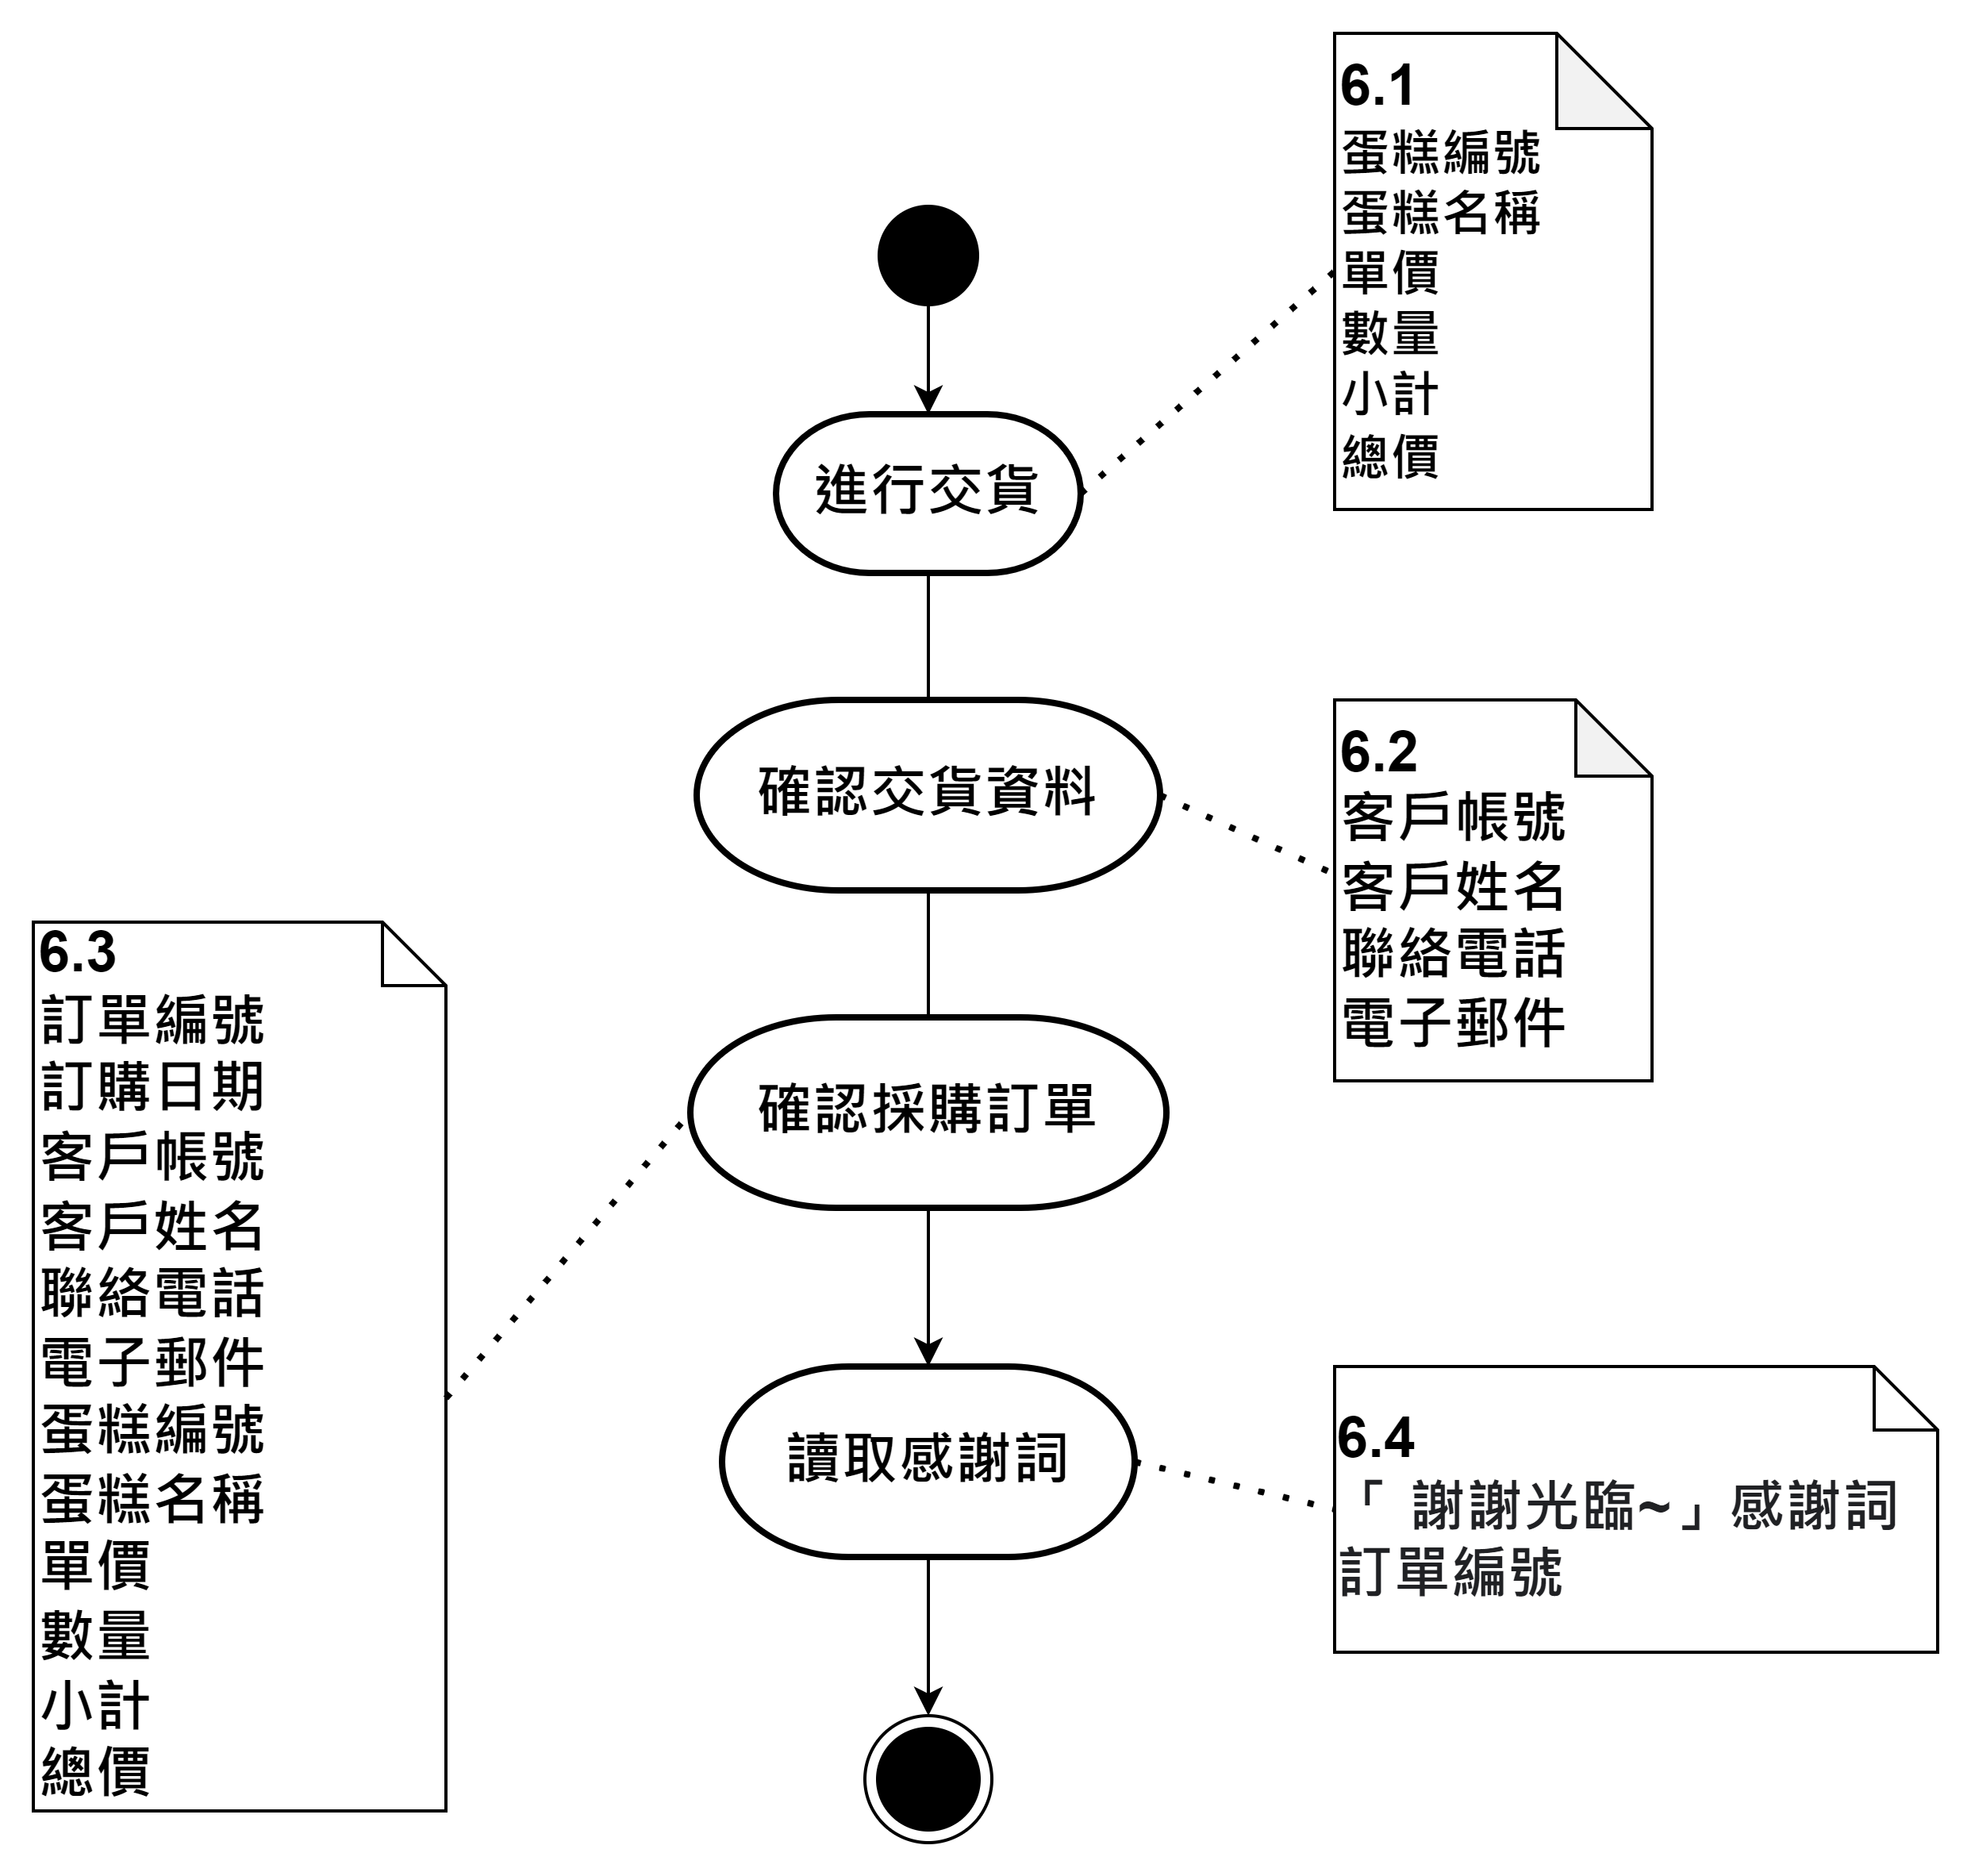 6.1
蛋糕編號
蛋糕名稱
單價
數量
小計
總價
進行交貨
確認交貨資料
6.2
客戶帳號
客戶姓名
聯絡電話
電子郵件
6.3
訂單編號
訂購日期
客戶帳號
客戶姓名
聯絡電話
電子郵件
蛋糕編號
蛋糕名稱
單價
數量
小計
總價
確認採購訂單
讀取感謝詞
6.4
「 謝謝光臨~」感謝詞
訂單編號